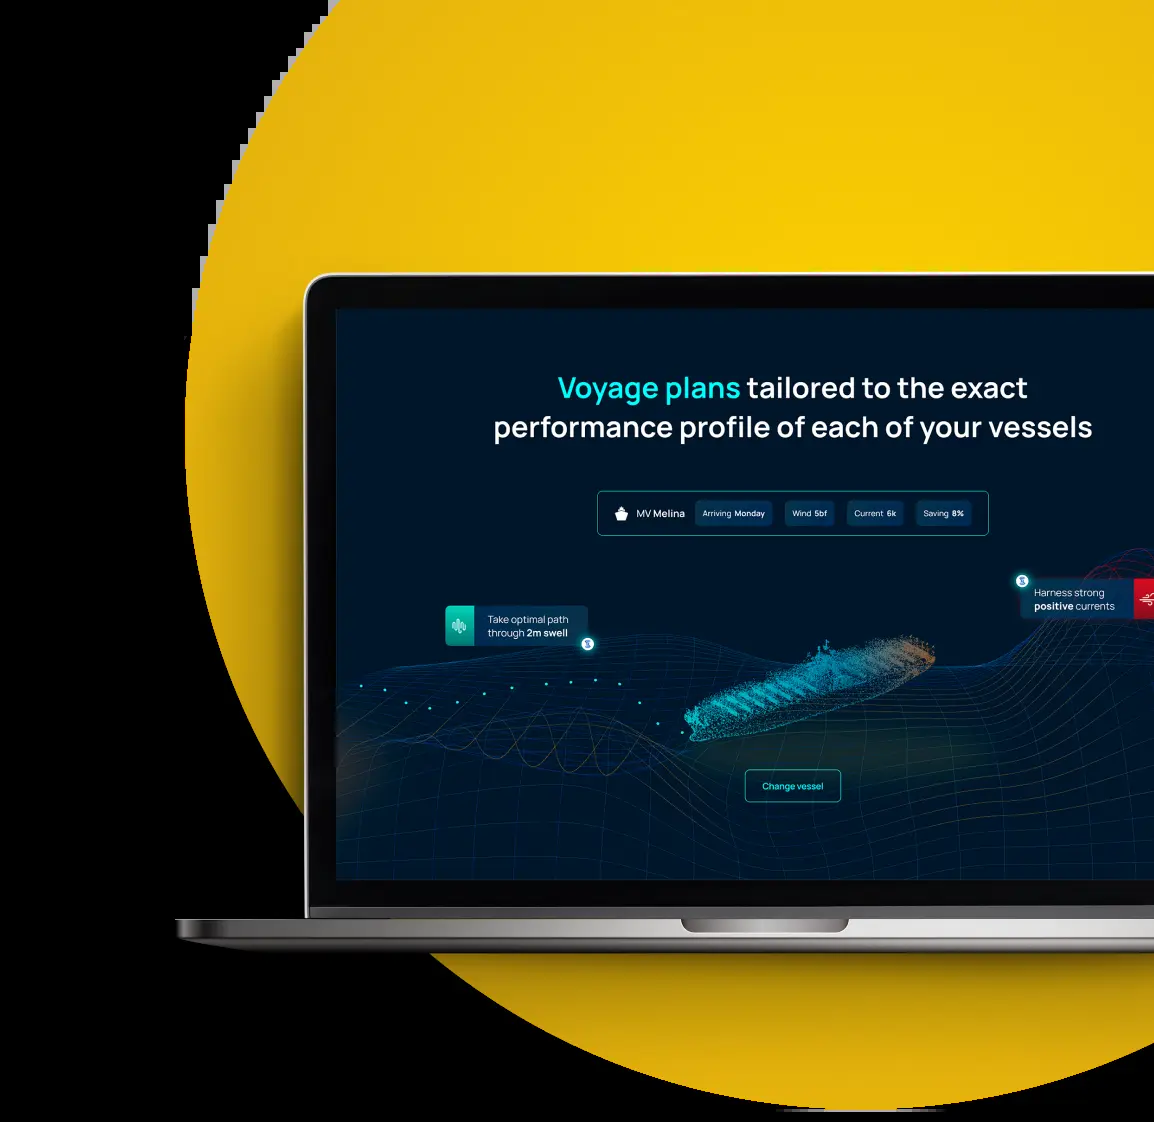 Voyage plans tailored to the exact
performance profile of each of your vessels
MV Melina Arriving Monday Wind 5bf Current 6k Saving 8%
Harness strong
positive currents
Take optimal path
through 2m swell
Change vessel